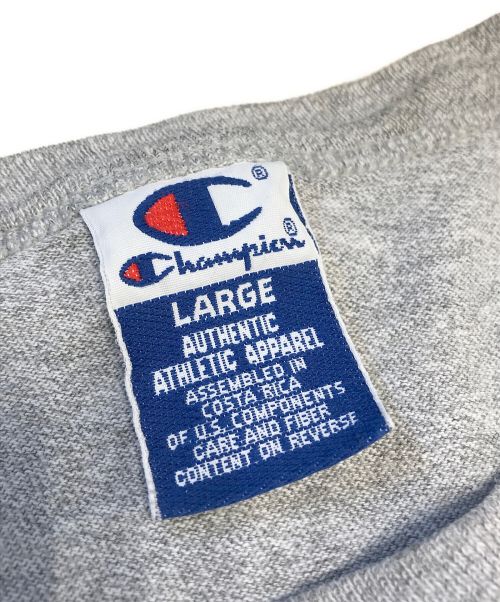 ®
Champion®
LARGE
AUTHENTIC
ATHLETIC APPAREL
ASSEMBLED IN
COSTA RICA
OF U.S. COMPONENTS
CARE AND FIBER
CONTENT ON REVERSE